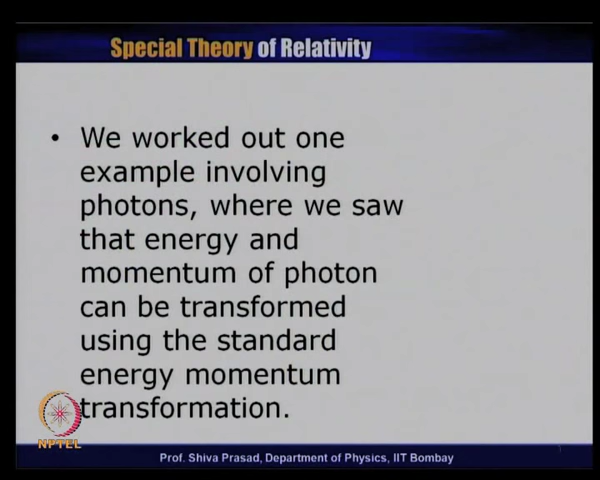 Special Theory of Relativity
• We worked out one
example involving
photons, where we saw
that energy and
momentum of photon
can be transformed
using the standard
energy momentum
transformation.
NPTEL
Prof. Shiva Prasad, Department of Physics, IIT Bombay